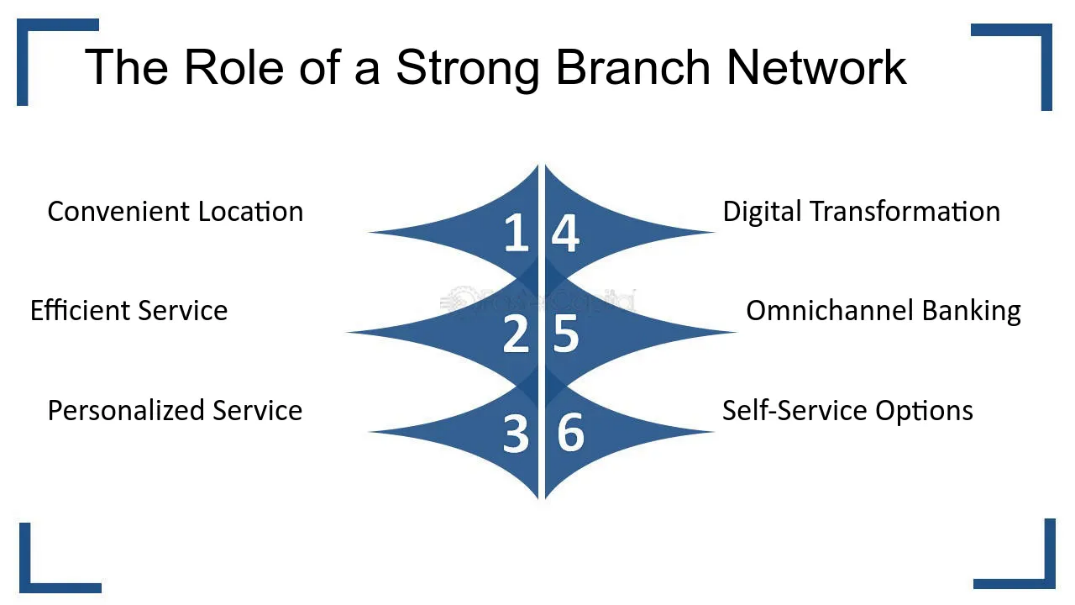 The Role of a Strong Branch Network
Convenient Location
1
4
Digital Transformation
Efficient Service
2
5
Omnichannel Banking
Personalized Service
3
6
Self-Service Options